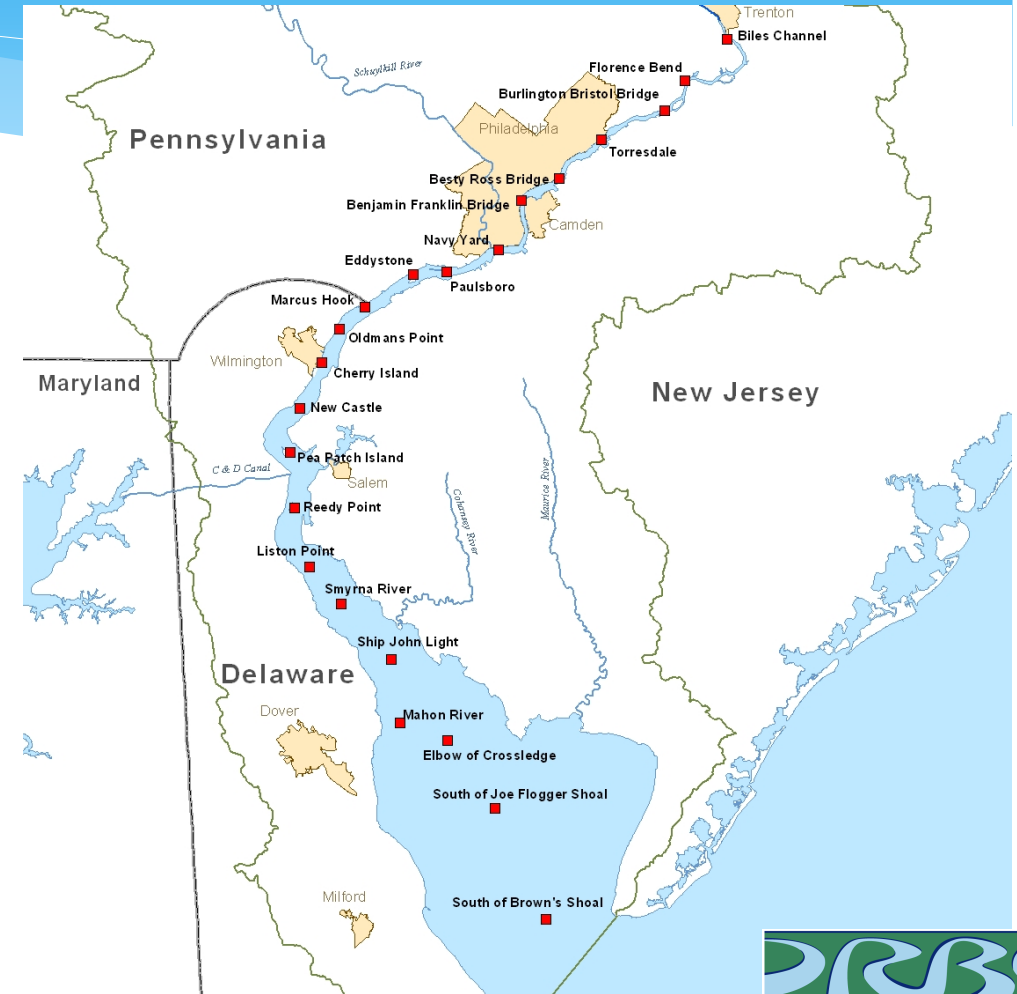 Trenton
Biles Channel
Florence Bend
Schuylkill River
Burlington Bristol Bridge
Philadelphia
Pennsylvania
Torresdale
Besty Ross Bridge
Benjamin Franklin Bridge
Camden
Navy Yard
Eddystone
Paulsboro
Marcus Hook
Oldmans Point
Wilmington
Cherry Island
Maryland
New Jersey
New Castle
Pea Patch Island
C & D Canal
Salem
Maurice River
Cohansey River
Reedy Point
Liston Point
Smyrna River
Ship John Light
Delaware
Dover
Mahon River
Elbow of Crossledge
South of Joe Flogger Shoal
Milford
South of Brown's Shoal
DRB